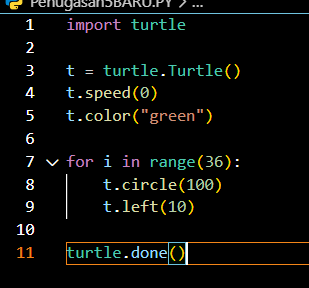 Penugasan5BARU.PY > ...
1 import turtle
2
3 t = turtle.Turtle()
4 t.speed(0)
5 t.color("green")
6
7 for i in range(36):
8     t.circle(100)
9     t.left(10)
10
11 turtle.done()